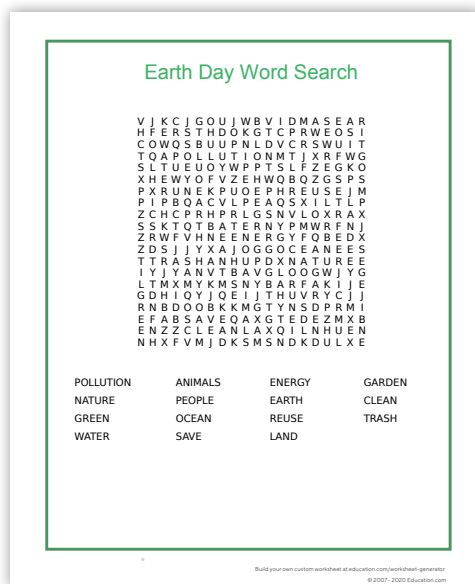 Earth Day Word Search
V J K C J G O U J W B V I D M A S E A R
H F E R S T H D O K G T C P R W E O S I
C O W Q S B U U P N L D V C R S W U I T
T Q A P O L L U T I O N M T J X R F W G
S L T U E U O Y W P P T S L F Z E G K O
X H E W Y O F V Z E H W Q B Q Z G S P S
P X R U N E K P U O E P H R E U S E J M
P I P B Q A C V L P E A Q S X I L T L P
Z C H C P R H P R L G S N V L O X R A X
S S K T Q T B A T E R N Y P M W R F N J
Z R W F V H N E E N E R G Y F Q B E D X
Z D S J J Y X A J O G G O C E A N E E S
T T R A S H A N H U P D X N A T U R E E
I Y J Y A N V T B A V G L O O G W J Y G
L T M X M Y K M S N Y B A R F A K I J E
G D H I Q Y J Q E I J T H U V R Y C J J
R N B D O O B K K M G T Y N S D P R M I
E F A B S A V E Q A X G T E D E Z M X B
E N Z Z C L E A N L A X Q I L N H U E N
N H X F V M J D K S M S N D K D U L X E
POLLUTION ANIMALS ENERGY GARDEN
NATURE PEOPLE EARTH CLEAN
GREEN OCEAN REUSE TRASH
WATER SAVE LAND
Build your own custom worksheet at education.com/worksheet-generator
© 2007 - 2020 Education.com